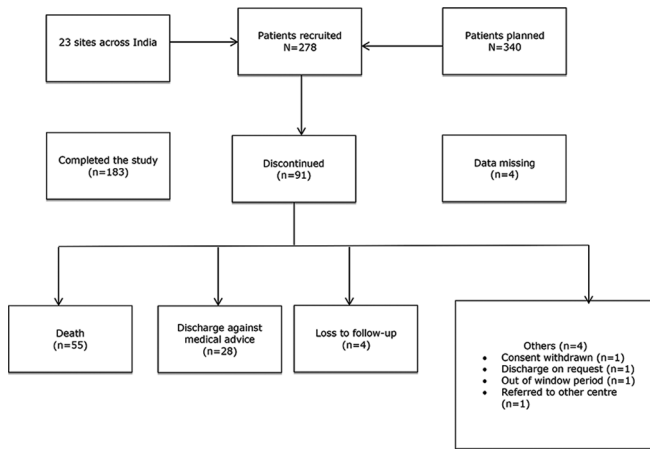 23 sites across India
Patients recruited
N=278
Patients planned
N=340
Completed the study
(n=183)
Discontinued
(n=91)
Data missing
(n=4)
Death
(n=55)
Discharge against
medical advice
(n=28)
Loss to follow-up
(n=4)
Others (n=4)
• Consent withdrawn (n=1)
• Discharge on request (n=1)
• Out of window period (n=1)
• Referred to other centre
(n=1)